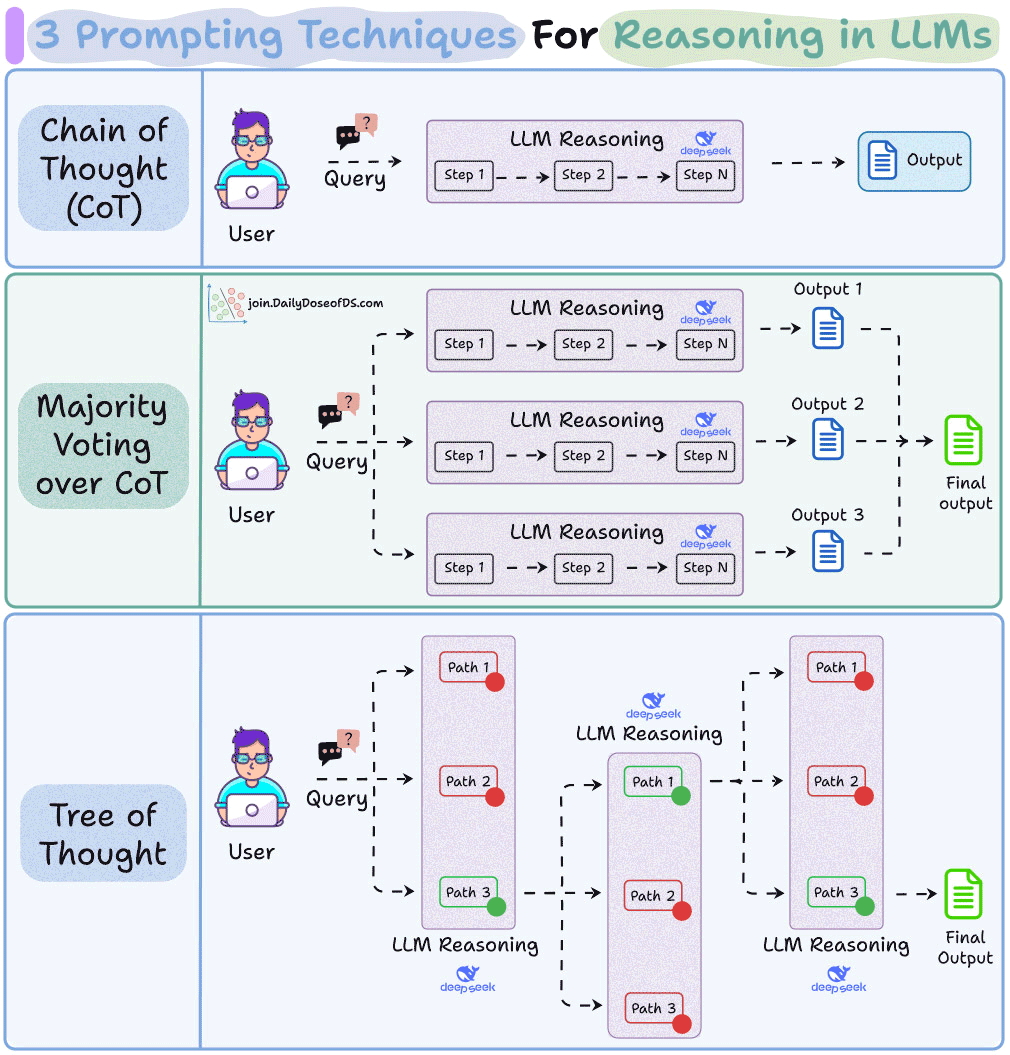 3 Prompting Techniques For Reasoning in LLMs
Chain of
Thought
(CoT)
User
?
Query
LLM Reasoning
deepseek
Step 1
Step 2
Step N
Output
join.DailyDoseofDS.com
Majority
Voting
over CoT
User
?
Query
LLM Reasoning
deepseek
Step 1
Step 2
Step N
Output 1
LLM Reasoning
deepseek
Step 1
Step 2
Step N
Output 2
LLM Reasoning
deepseek
Step 1
Step 2
Step N
Output 3
Final
output
Tree of
Thought
User
?
Query
Path 1
Path 2
Path 3
LLM Reasoning
deepseek
deepseek
LLM Reasoning
Path 1
Path 2
Path 3
Path 1
Path 2
Path 3
LLM Reasoning
deepseek
Final
Output